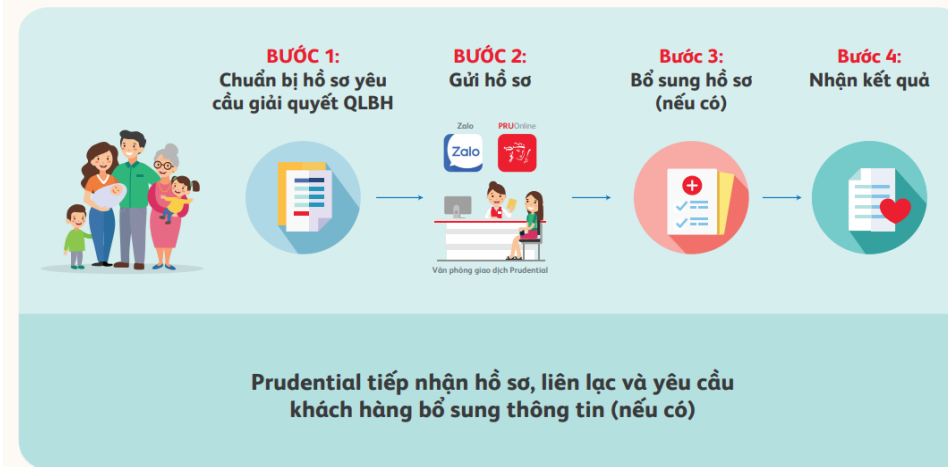 BƯỚC 1:
Chuẩn bị hồ sơ yêu
cầu giải quyết QLBH
BƯỚC 2:
Gửi hồ sơ
Zalo
PRUOnline
Zalo
Văn phòng giao dịch Prudential
Bước 3:
Bổ sung hồ sơ
(nếu có)
Bước 4:
Nhận kết quả
Prudential tiếp nhận hồ sơ, liên lạc và yêu cầu
khách hàng bổ sung thông tin (nếu có)